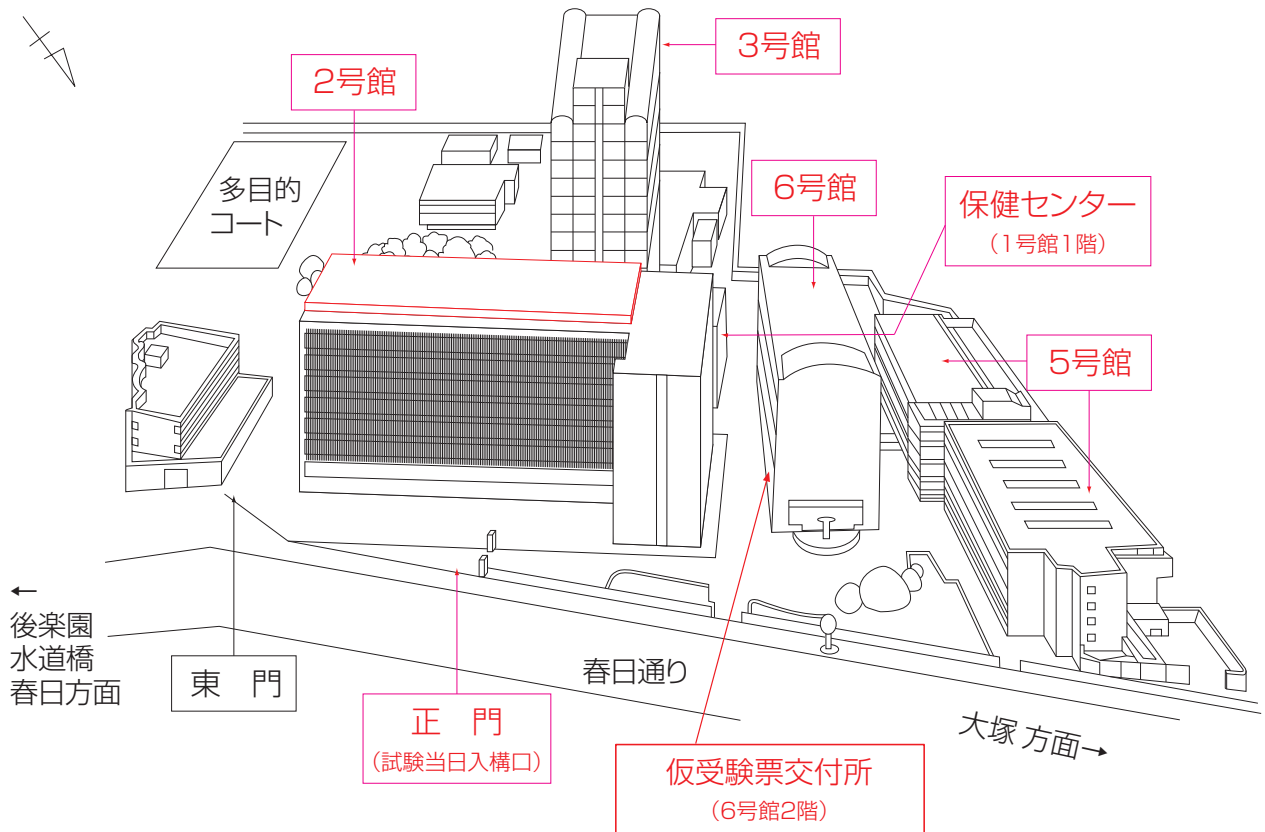 3号館
2号館
多目的
コート
6号館
保健センター
(1号館1階)
5号館
←
後楽園
水道橋
春日方面
東 門
正 門
(試験当日入構口)
春日通り
仮受験票交付所
(6号館2階)
大塚 方面→